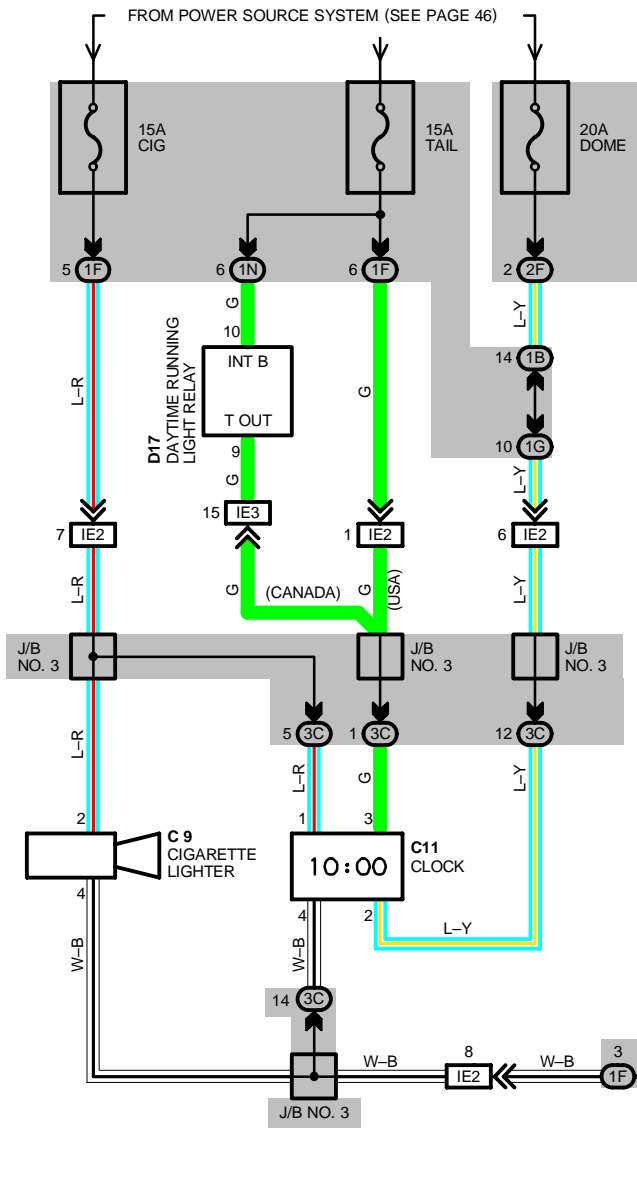 FROM POWER SOURCE SYSTEM (SEE PAGE 46)
15A
CIG
15A
TAIL
20A
DOME
5 1F
6 1N
6 1F
2 2F
L–R
G
10
INT B
T OUT
D17
DAYTIME RUNNING
LIGHT RELAY
9
G
G
L–Y
14 1B
10 1G
L–Y
7 IE2
15 IE3
1 IE2
6 IE2
L–R
G
(CANADA)
G
(USA)
L–Y
J/B
NO. 3
J/B
NO. 3
J/B
NO. 3
5 3C
1 3C
12 3C
L–R
L–R
G
L–Y
2
1
3
C 9
CIGARETTE
LIGHTER
10:00
C11
CLOCK
4
4
2
L–Y
W–B
W–B
14 3C
J/B NO. 3
W–B
8
IE2
W–B
3
1F